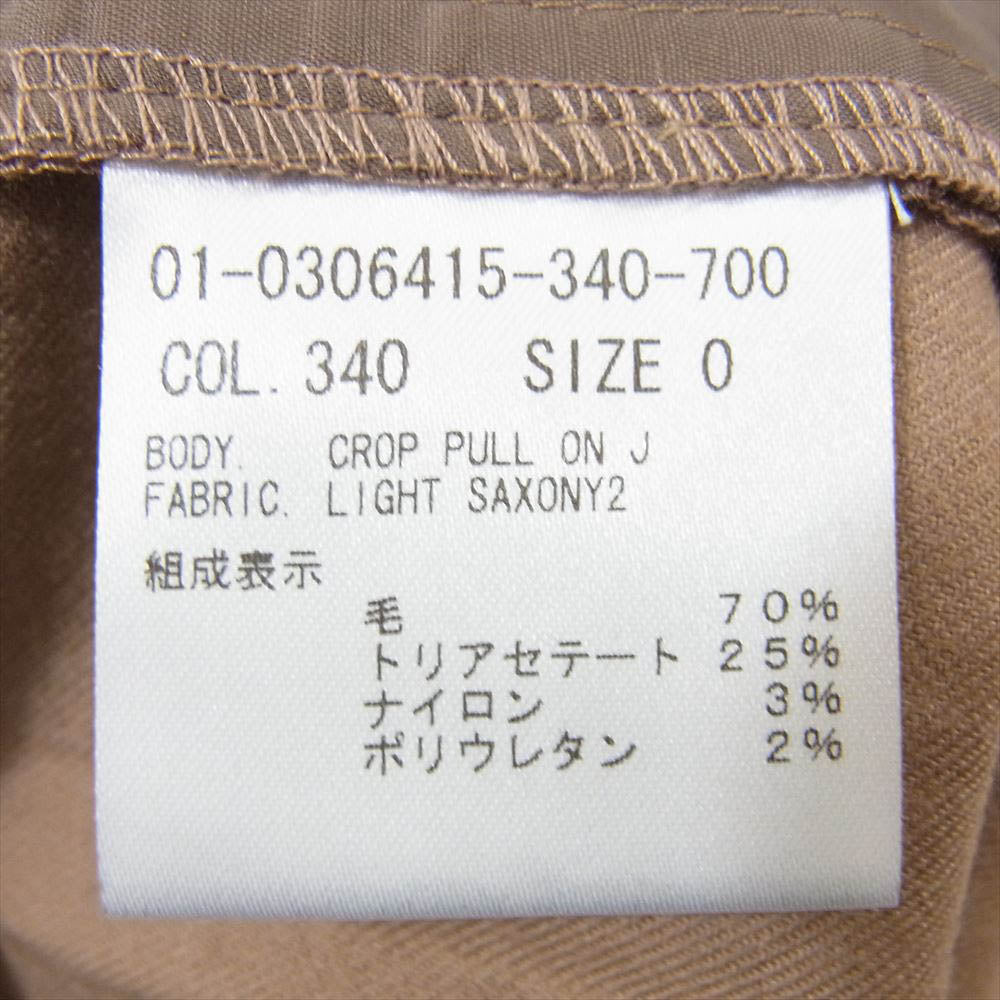 01-0306415-340-700
COL. 340 SIZE 0
BODY. CROP PULL ON J
FABRIC. LIGHT SAXONY2
組成表示
毛 70%
トリアセテート 25%
ナイロン 3%
ポリウレタン 2%